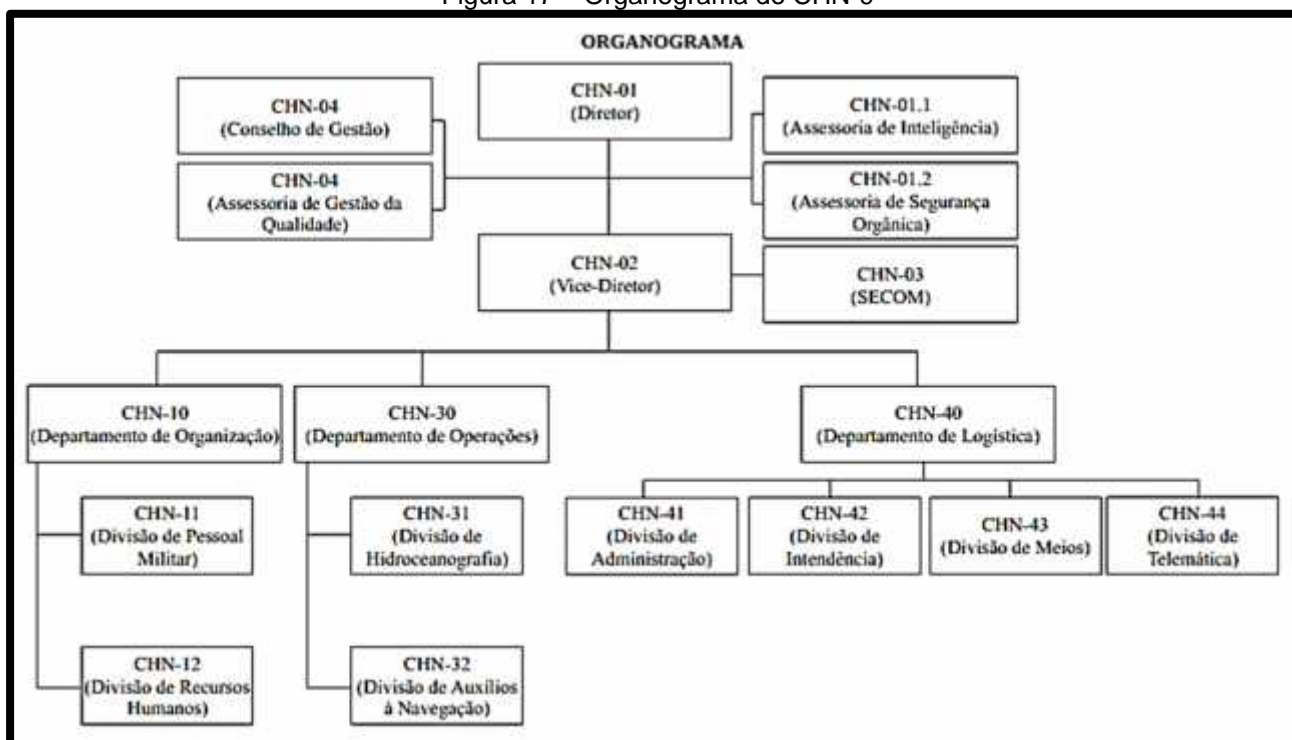 ORGANOGRAMA
CHN-01
(Diretor)
CHN-04
(Conselho de Gestão)
CHN-01.1
(Assessoria de Inteligência)
CHN-04
(Assessoria de Gestão da
Qualidade)
CHN-01.2
(Assessoria de Segurança
Orgânica)
CHN-02
(Vice-Diretor)
CHN-03
(SECOM)
CHN-10
(Departamento de Organização)
CHN-30
(Departamento de Operações)
CHN-40
(Departamento de Logística)
CHN-11
(Divisão de Pessoal
Militar)
CHN-31
(Divisão de
Hidroceanografia)
CHN-41
(Divisão de
Administração)
CHN-42
(Divisão de
Intendência)
CHN-43
(Divisão de Meios)
CHN-44
(Divisão de
Telemática)
CHN-12
(Divisão de Recursos
Humanos)
CHN-32
(Divisão de Auxílios
à Navegação)